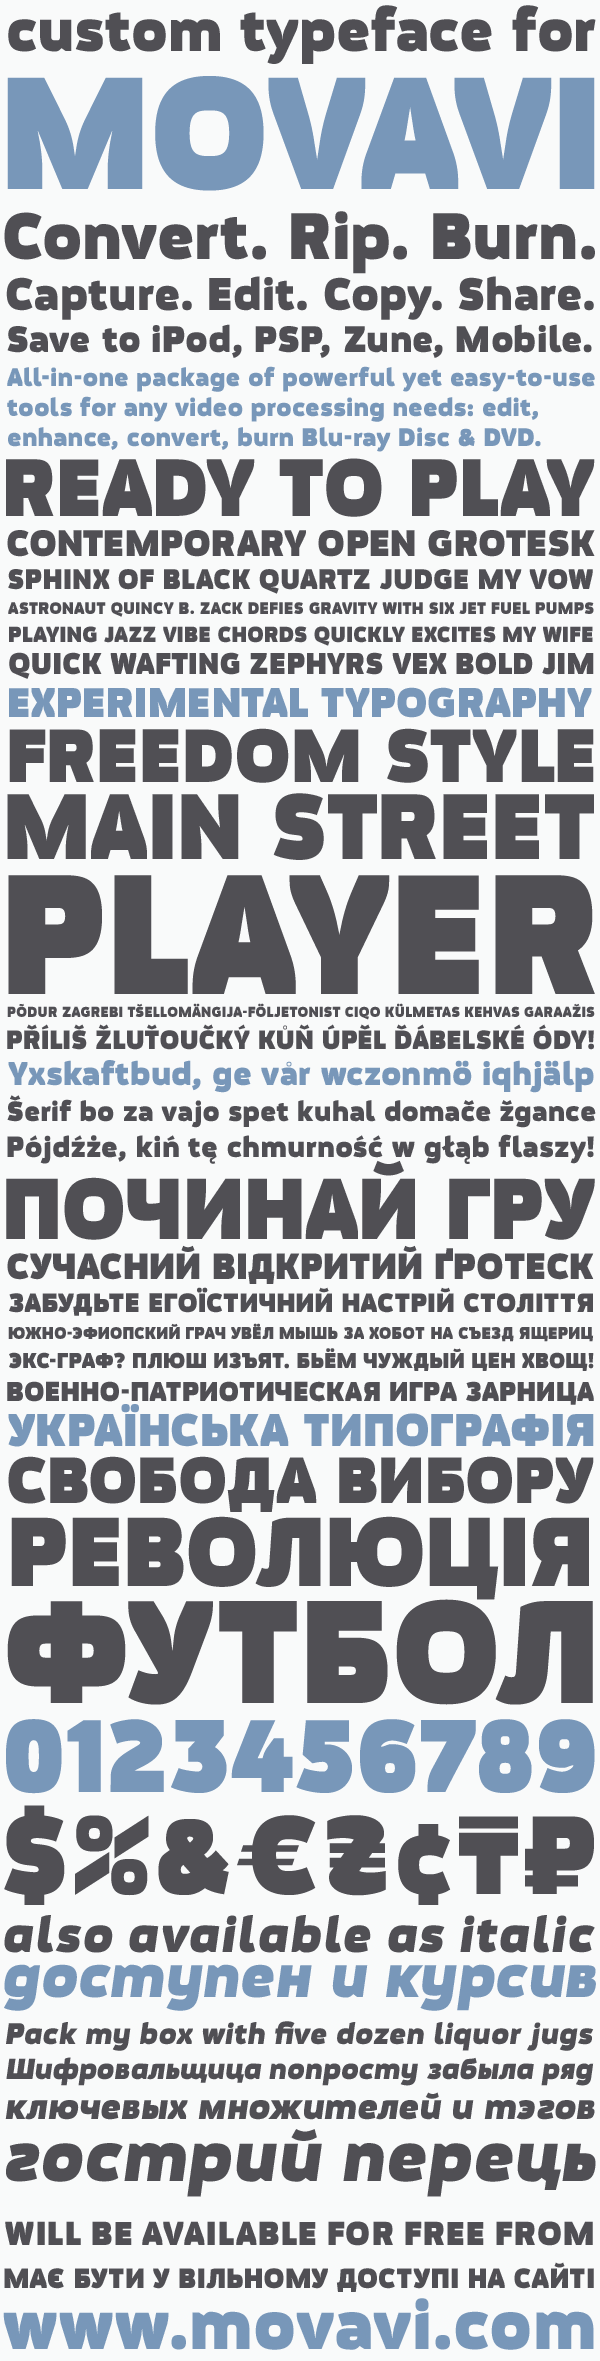 custom typeface for
MOVAVI
Convert. Rip. Burn.
Capture. Edit. Copy. Share.
Save to iPod, PSP, Zune, Mobile.
All-in-one package of powerful yet easy-to-use
tools for any video processing needs: edit,
enhance, convert, burn Blu-ray Disc & DVD.
READY TO PLAY
CONTEMPORARY OPEN GROTESK
SPHINX OF BLACK QUARTZ JUDGE MY VOW
ASTRONAUT QUINCY B. ZACK DEFIES GRAVITY WITH SIX JET FUEL PUMPS
PLAYING JAZZ VIBE CHORDS QUICKLY EXCITES MY WIFE
QUICK WAFTING ZEPHYRS VEX BOLD JIM
EXPERIMENTAL TYPOGRAPHY
FREEDOM STYLE
MAIN STREET
PLAYER
PÕDUR ZAGREBI TŠELLOMÄNGIJA-FÖLJETONIST CIQO KÜLMETAS KEHVAS GARAAŽIS
PŘÍLIŠ ŽLUŤOUČKÝ KŮŇ ÚPĚL ĎÁBELSKÉ ÓDY!
Yxskaftbud, ge vår wczonmö iqhjälp
Šerif bo za vajo spet kuhal domače žgance
Pójdźże, kiń tę chmurność w głąb flaszy!
ПОЧИНАЙ ГРУ
СУЧАСНИЙ ВІДКРИТИЙ ҐРОТЕСК
ЗАБУДЬТЕ ЕГОЇСТИЧНИЙ НАСТРІЙ СТОЛІТТЯ
ЮЖНО-ЭФИОПСКИЙ ГРАЧ УВЁЛ МЫШЬ ЗА ХОБОТ НА СЪЕЗД ЯЩЕРИЦ
ЭКС-ГРАФ? ПЛЮШ ИЗЪЯТ. БЬЁМ ЧУЖДЫЙ ЦЕН ХВОЩ!
ВОЕННО-ПАТРИОТИЧЕСКАЯ ИГРА ЗАРНИЦА
УКРАЇНСЬКА ТИПОГРАФІЯ
СВОБОДА ВИБОРУ
РЕВОЛЮЦІЯ
ФУТБОЛ
0123456789
$%&€₴¢₸₽
also available as italic
доступен и курсив
Pack my box with five dozen liquor jugs
Шифровальщица попросту забыла ряд
ключевых множителей и тэгов
гострий перець
WILL BE AVAILABLE FOR FREE FROM
МАЄ БУТИ У ВІЛЬНОМУ ДОСТУПІ НА САЙТІ
www.movavi.com